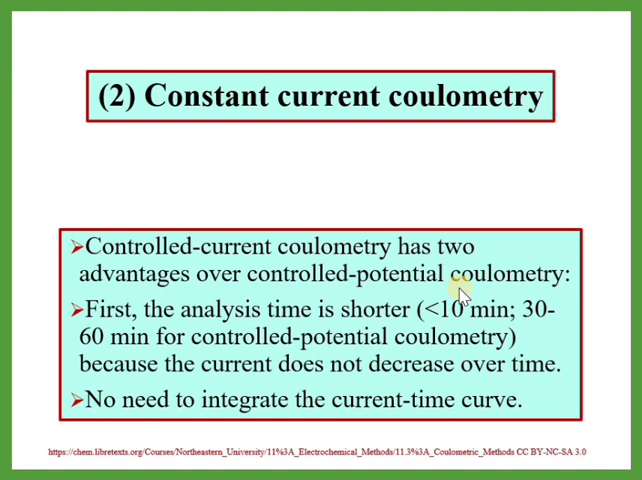 (2) Constant current coulometry
➢Controlled-current coulometry has two
advantages over controlled-potential coulometry:
➢First, the analysis time is shorter (<10 min; 30-
60 min for controlled-potential coulometry)
because the current does not decrease over time.
➢No need to integrate the current-time curve.
https://chem.libretexts.org/Courses/Northeastern_University/11%3A_Electrochemical_Methods/11.3%3A_Coulometric_Methods CC BY-NC-SA 3.0